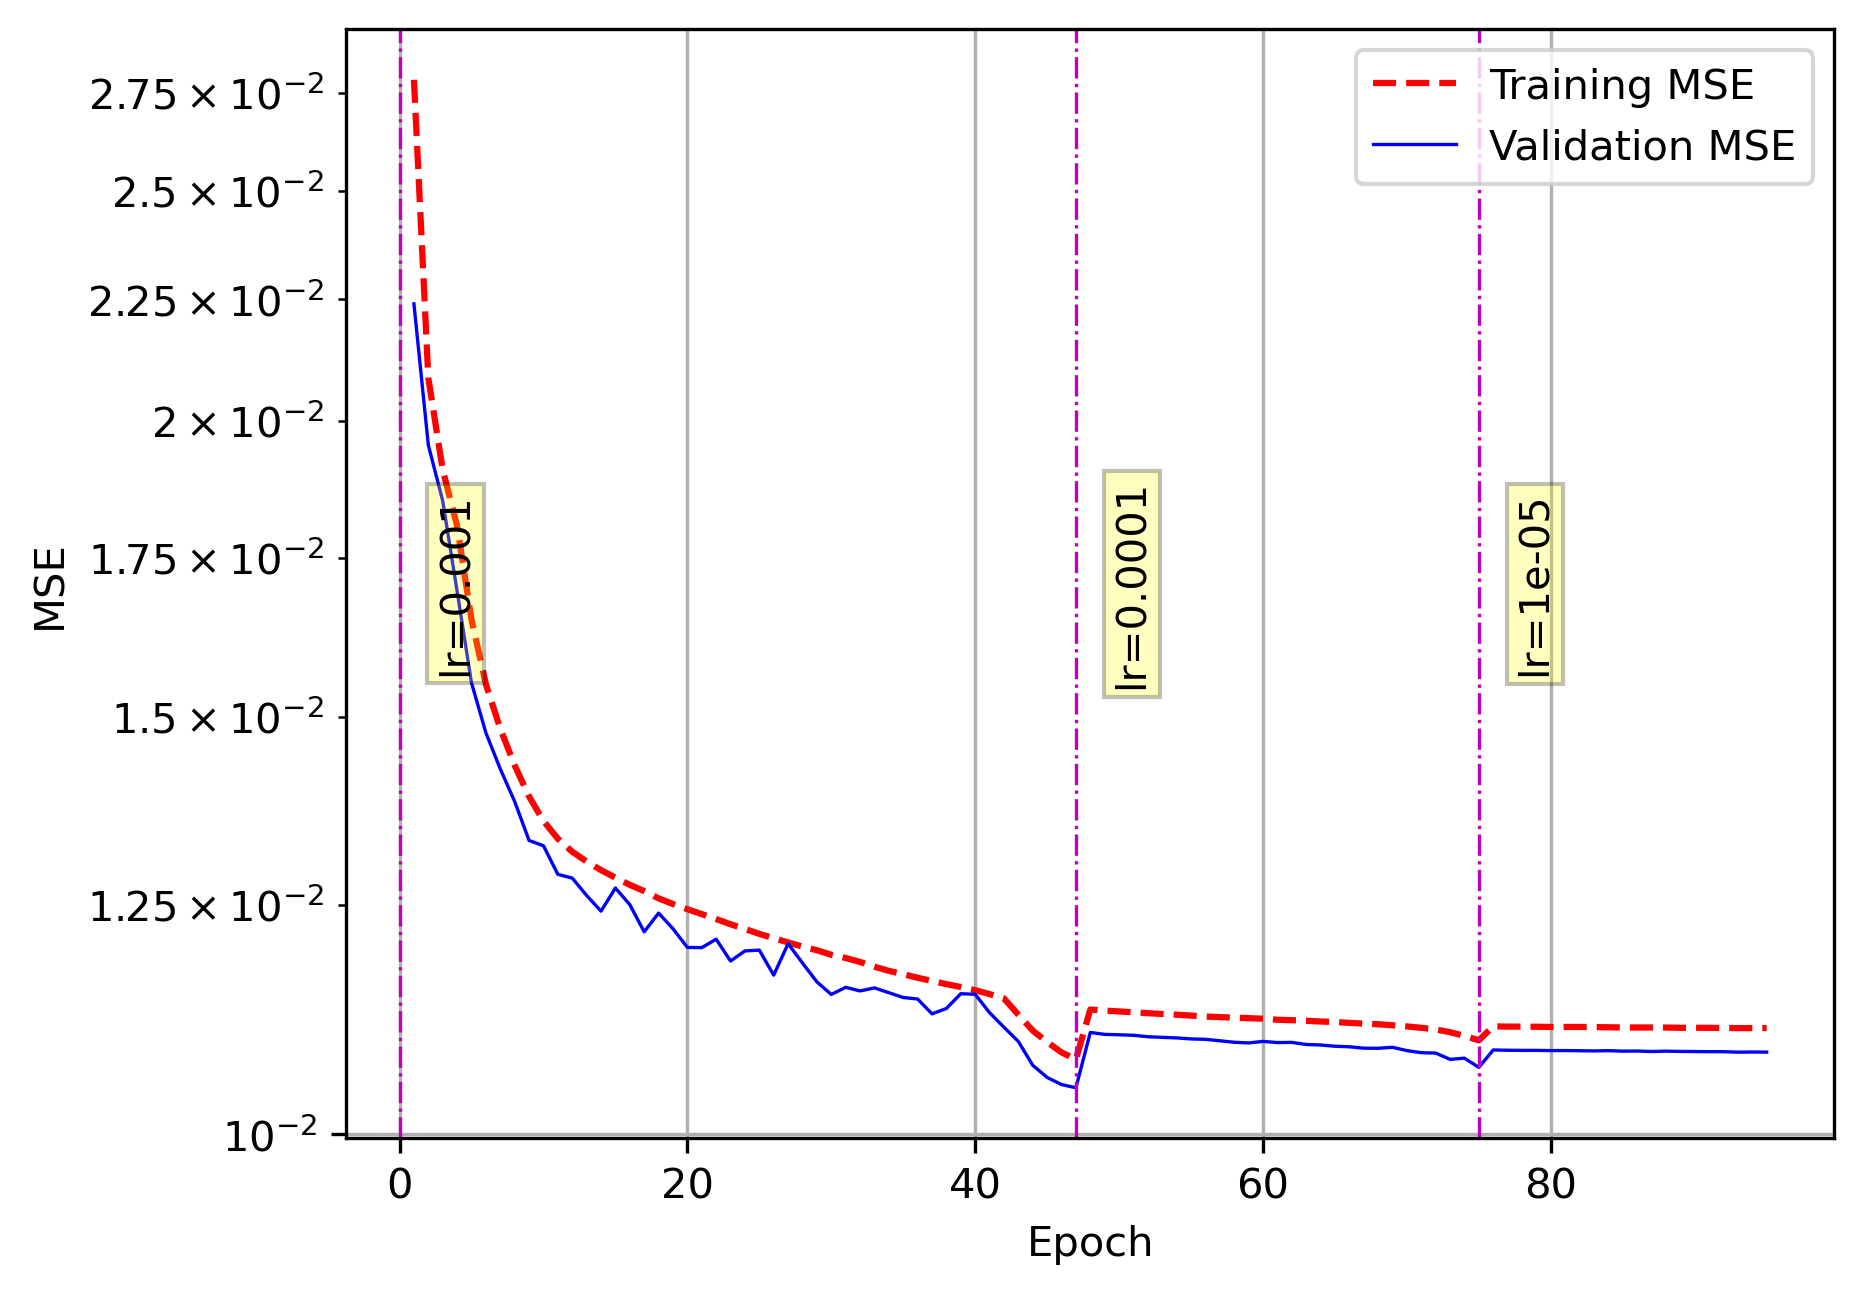 2.75 × 10⁻²
2.5 × 10⁻²
2.25 × 10⁻²
2 × 10⁻²
1.75 × 10⁻²
1.5 × 10⁻²
1.25 × 10⁻²
10⁻²
MSE
Training MSE
Validation MSE
lr=0.001
lr=0.0001
lr=1e-05
0 20 40 60 80
Epoch